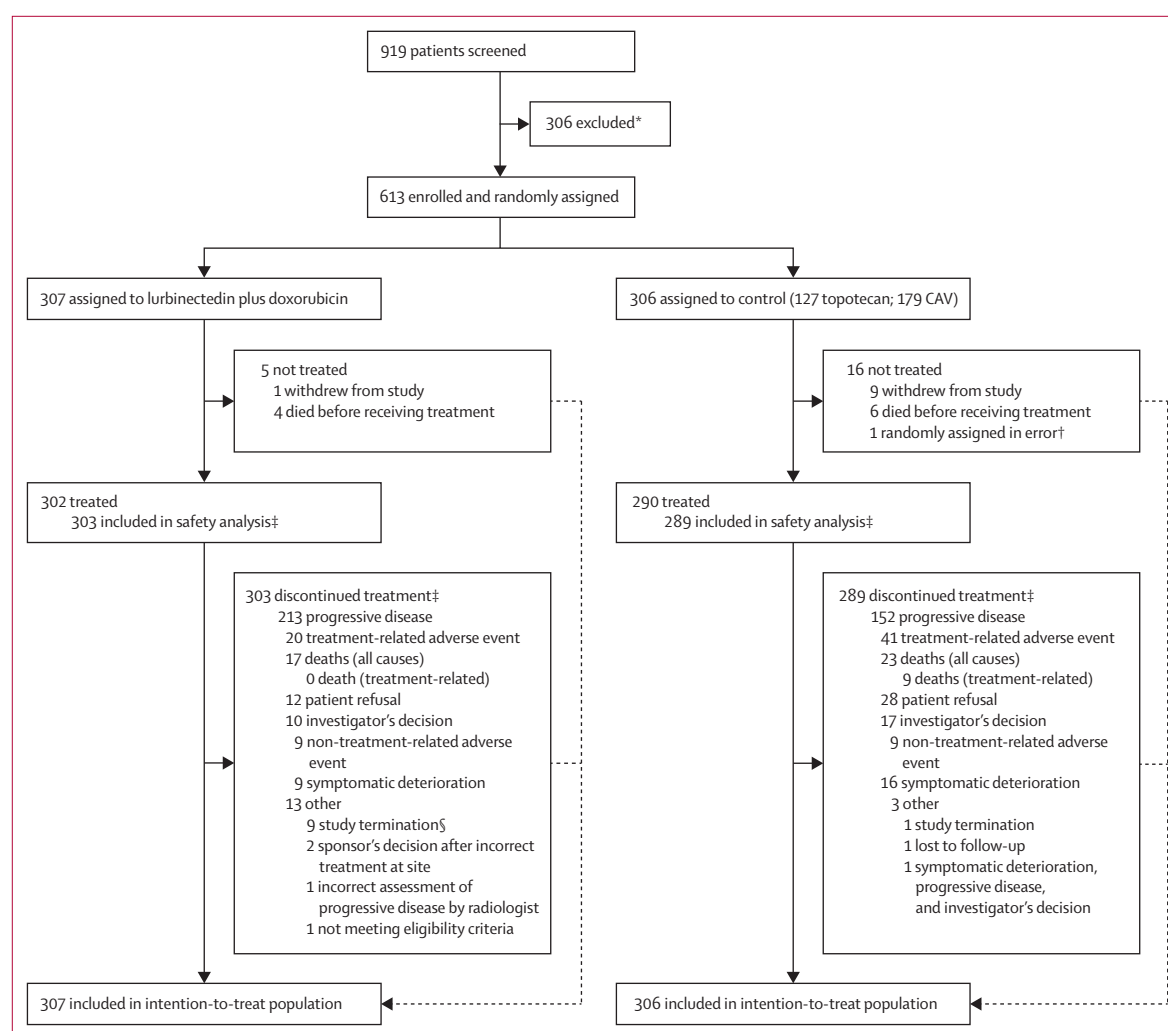 919 patients screened
306 excluded*
613 enrolled and randomly assigned
307 assigned to lurbinectedin plus doxorubicin
5 not treated
1 withdrew from study
4 died before receiving treatment
302 treated
303 included in safety analysis‡
303 discontinued treatment‡
213 progressive disease
20 treatment-related adverse event
17 deaths (all causes)
0 death (treatment-related)
12 patient refusal
10 investigator's decision
9 non-treatment-related adverse
event
9 symptomatic deterioration
13 other
9 study termination§
2 sponsor's decision after incorrect
treatment at site
1 incorrect assessment of
progressive disease by radiologist
1 not meeting eligibility criteria
307 included in intention-to-treat population
306 assigned to control (127 topotecan; 179 CAV)
16 not treated
9 withdrew from study
6 died before receiving treatment
1 randomly assigned in error†
290 treated
289 included in safety analysis‡
289 discontinued treatment‡
152 progressive disease
41 treatment-related adverse event
23 deaths (all causes)
9 deaths (treatment-related)
28 patient refusal
17 investigator's decision
9 non-treatment-related adverse
event
16 symptomatic deterioration
3 other
1 study termination
1 lost to follow-up
1 symptomatic deterioration,
progressive disease,
and investigator's decision
306 included in intention-to-treat population